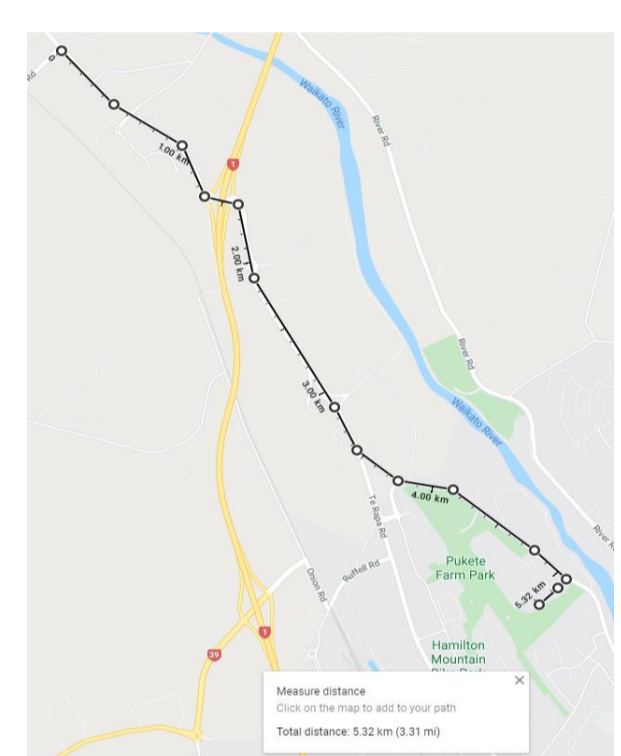 Rd
0
Waikato River
River Rd
1.00 km
1
2.00 km
River Rd
3.00 km
Waikato River
4.00 km
Te Rapa Rd
River R
Pukete
Farm Park
Ruffell Rd
Onion Rd
5.32 km
1
39
Hamilton
Mountain
Measure distance
Click on the map to add to your path
Total distance: 5.32 km (3.31 mi)